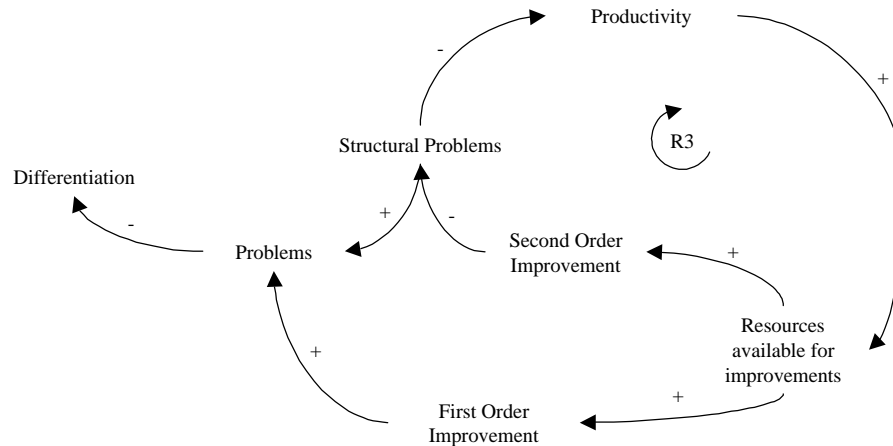 Productivity
-
+
Structural Problems
R3
Differentiation
+
-
-
Problems
Second Order
Improvement
+
Resources
available for
improvements
+
+
First Order
Improvement